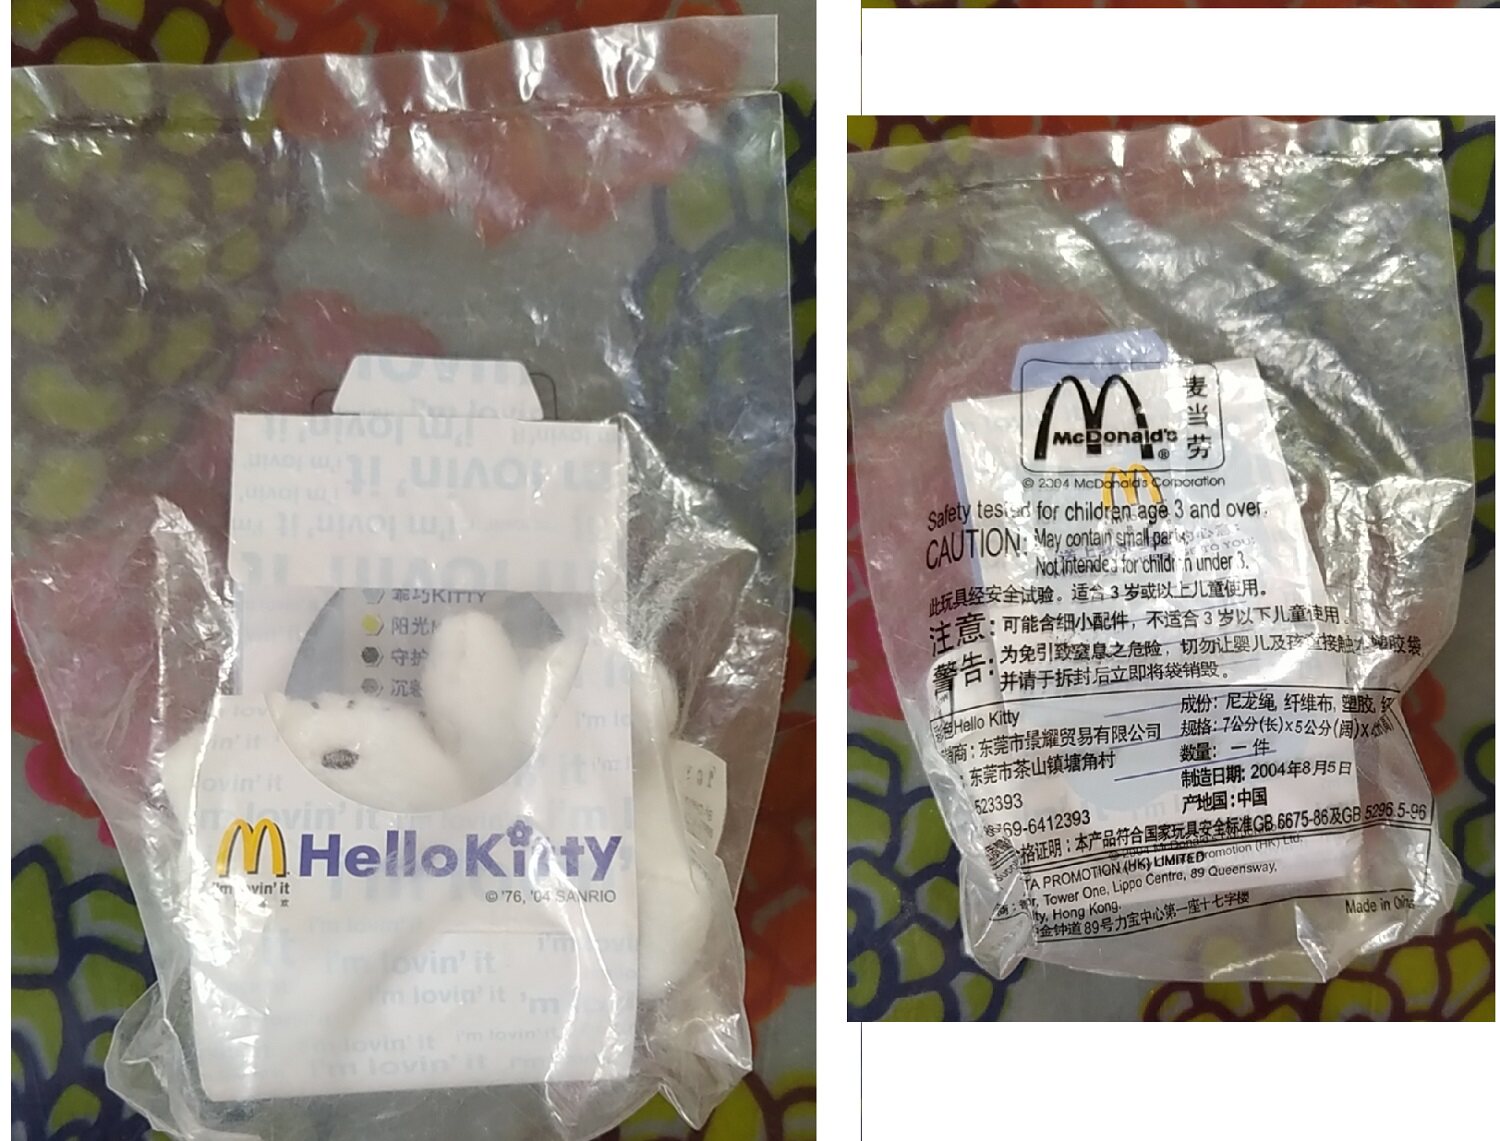 i'm lovin' it
乖巧KITTY
阳光
守护
沉
HelloKitty
i'm lovin' it
© '76, '04 SANRIO
i'm lovin' it
i'm lovin' it
McDonald's®
麦当劳
© 2004 McDonald's Corporation
Safety tested for children age 3 and over.
CAUTION: May contain small parts.
Not intended for children under 3.
此玩具经安全试验。适合3岁或以上儿童使用。
注意: 可能含细小配件，不适合3岁以下儿童使用
警告: 为免引致窒息之危险，切勿让婴儿及孩童接触大塑胶袋
并请于拆封后立即将袋销毁。
Hello Kitty
商: 东莞市景耀贸易有限公司
: 东莞市茶山镇塘角村
523393
69-6412393
成份: 尼龙绳, 纤维布, 塑胶,
规格: 7公分(长)x5公分(阔)x
数量: 一件
制造日期: 2004年8月5日
产地国: 中国
格证明: 本产品符合国家玩具安全标准GB 6675-86及GB 5296.5-96
TA PROMOTION (HK) LIMITED
Tower One, Lippo Centre, 89 Queensway,
Hong Kong.
金钟道89号力宝中心第一座十七字楼
Made in China